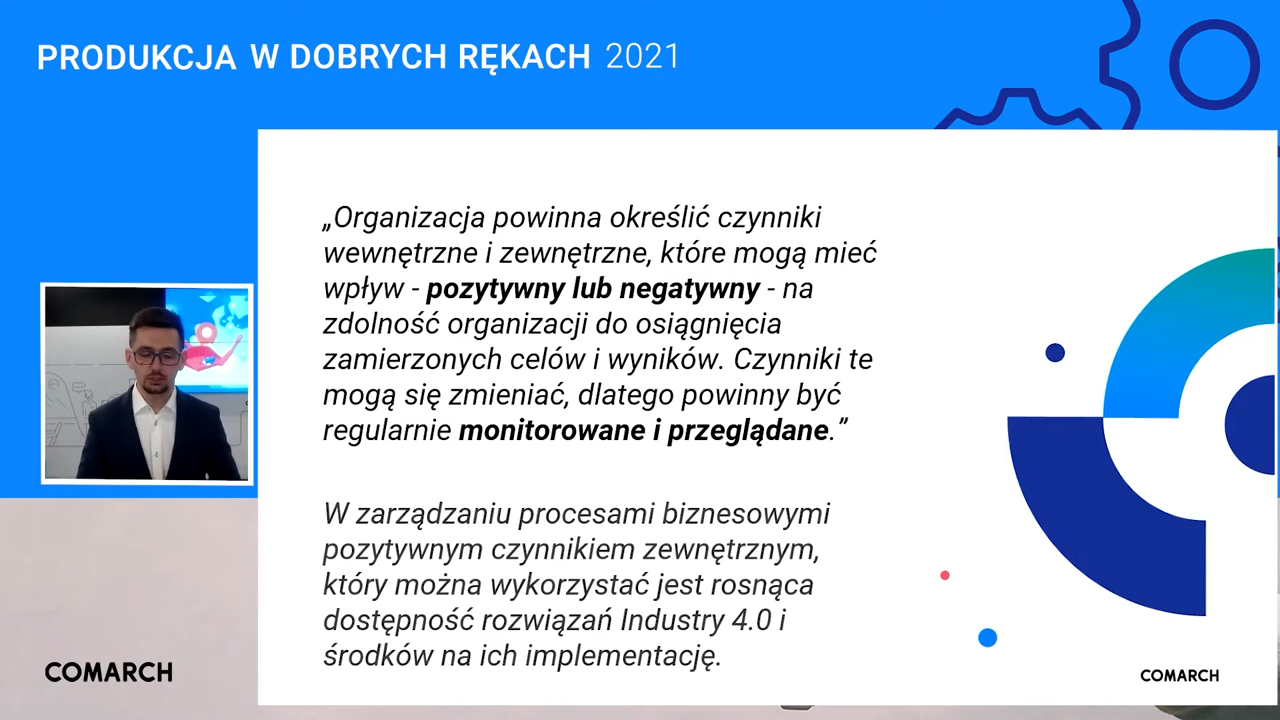 PRODUKCJA W DOBRYCH RĘKACH 2021
„Organizacja powinna określić czynniki
wewnętrzne i zewnętrzne, które mogą mieć
wpływ - pozytywny lub negatywny - na
zdolność organizacji do osiągnięcia
zamierzonych celów i wyników. Czynniki te
mogą się zmieniać, dlatego powinny być
regularnie monitorowane i przeglądane.”
W zarządzaniu procesami biznesowymi
pozytywnym czynnikiem zewnętrznym,
który można wykorzystać jest rosnąca
dostępność rozwiązań Industry 4.0 i
środków na ich implementację.
COMARCH
COMARCH